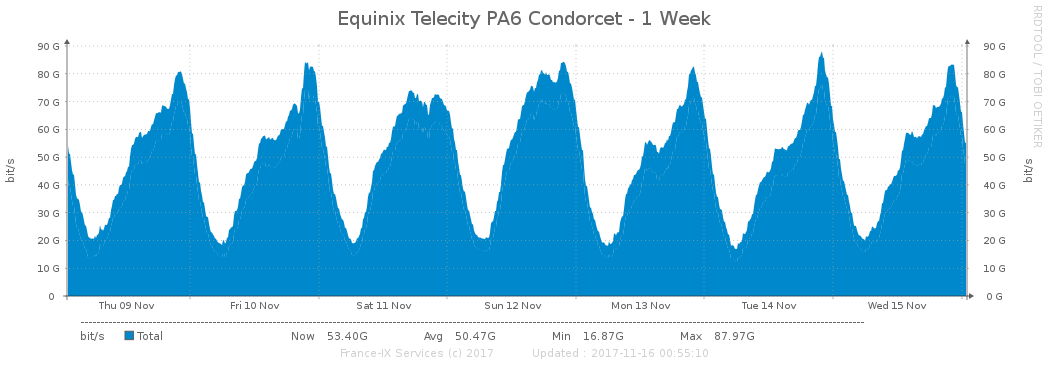 Equinix Telecity PA6 Condorcet - 1 Week
RRDTOOL / TOBI OETIKER
90 G 90 G
80 G 80 G
70 G 70 G
60 G 60 G
50 G 50 G
40 G 40 G
30 G 30 G
20 G 20 G
10 G 10 G
0 0 G
bit/s bit/s
Thu 09 Nov Fri 10 Nov Sat 11 Nov Sun 12 Nov Mon 13 Nov Tue 14 Nov Wed 15 Nov
bit/s Total Now 53.40G Avg 50.47G Min 16.87G Max 87.97G
France-IX Services (c) 2017 Updated : 2017-11-16 00:55:10